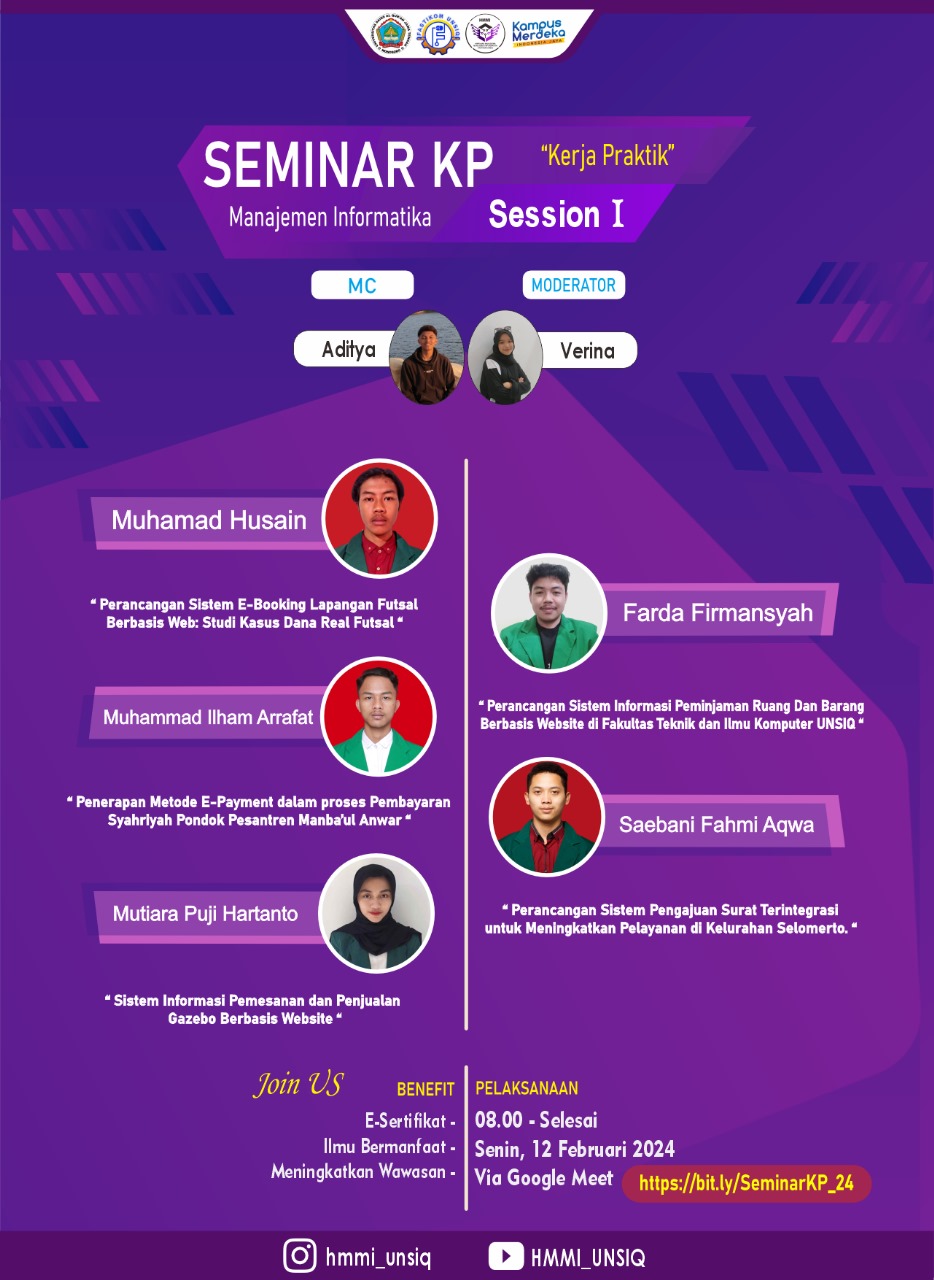 FASTIKOM UNSIQ
HMMI
Kampus
Merdeka
INDONESIA JAYA
SEMINAR KP
"Kerja Praktik"
Manajemen Informatika
Session I
MC
MODERATOR
Aditya
Verina
Muhamad Husain
“ Perancangan Sistem E-Booking Lapangan Futsal
Berbasis Web: Studi Kasus Dana Real Futsal “
Muhammad Ilham Arrafat
“ Penerapan Metode E-Payment dalam proses Pembayaran
Syahriyah Pondok Pesantren Manba'ul Anwar “
Mutiara Puji Hartanto
“ Sistem Informasi Pemesanan dan Penjualan
Gazebo Berbasis Website “
Farda Firmansyah
“ Perancangan Sistem Informasi Peminjaman Ruang Dan Barang
Berbasis Website di Fakultas Teknik dan Ilmu Komputer UNSIQ “
Saebani Fahmi Aqwa
“ Perancangan Sistem Pengajuan Surat Terintegrasi
untuk Meningkatkan Pelayanan di Kelurahan Selomerto. “
Join US
BENEFIT
E-Sertifikat -
Ilmu Bermanfaat -
Meningkatkan Wawasan -
PELAKSANAAN
08.00 - Selesai
Senin, 12 Februari 2024
Via Google Meet
https://bit.ly/SeminarKP_24
hmmi_unsiq
HMMI_UNSIQ